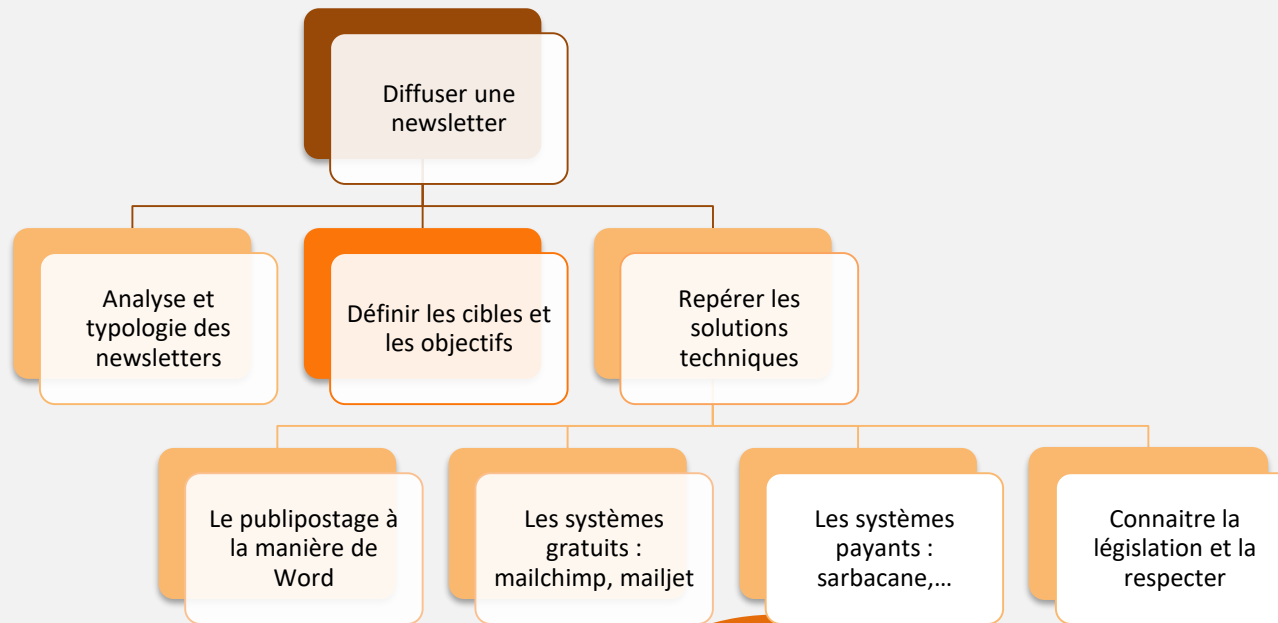 Diffuser une
newsletter
Analyse et
typologie des
newsletters
Définir les cibles et
les objectifs
Repérer les
solutions
techniques
Le publipostage à
la manière de
Word
Les systèmes
gratuits :
mailchimp, mailjet
Les systèmes
payants :
sarbacane,…
Connaitre la
législation et la
respecter